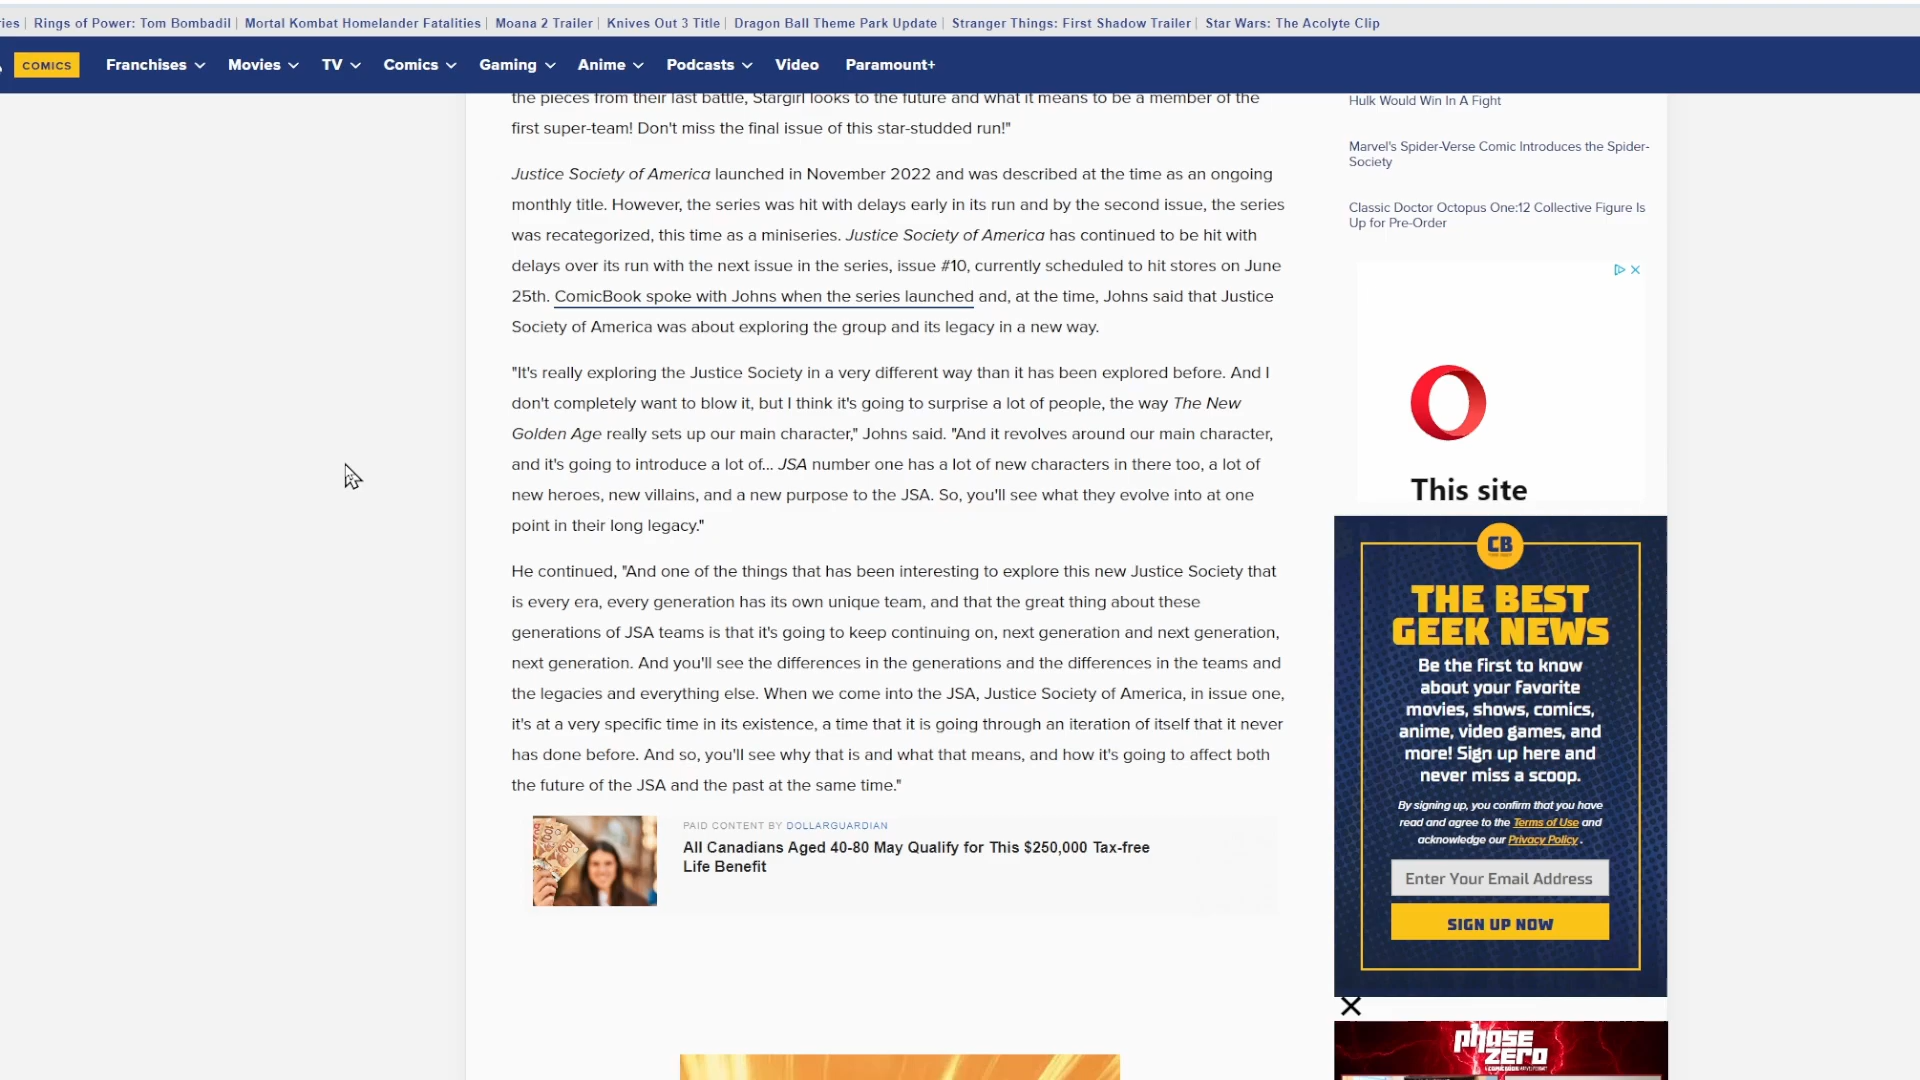 ries | Rings of Power: Tom Bombadil | Mortal Kombat Homelander Fatalities | Moana 2 Trailer | Knives Out 3 Title | Dragon Ball Theme Park Update | Stranger Things: First Shadow Trailer | Star Wars: The Acolyte Clip
COMICS Franchises Movies TV Comics Gaming Anime Podcasts Video Paramount+
the pieces from their last battle, Stargirl looks to the future and what it means to be a member of the
first super-team! Don't miss the final issue of this star-studded run!"
Justice Society of America launched in November 2022 and was described at the time as an ongoing
monthly title. However, the series was hit with delays early in its run and by the second issue, the series
was recategorized, this time as a miniseries. Justice Society of America has continued to be hit with
delays over its run with the next issue in the series, issue #10, currently scheduled to hit stores on June
25th. ComicBook spoke with Johns when the series launched and, at the time, Johns said that Justice
Society of America was about exploring the group and its legacy in a new way.
"It's really exploring the Justice Society in a very different way than it has been explored before. And I
don't completely want to blow it, but I think it's going to surprise a lot of people, the way The New
Golden Age really sets up our main character," Johns said. "And it revolves around our main character,
and it's going to introduce a lot of... JSA number one has a lot of new characters in there too, a lot of
new heroes, new villains, and a new purpose to the JSA. So, you'll see what they evolve into at one
point in their long legacy."
He continued, "And one of the things that has been interesting to explore this new Justice Society that
is every era, every generation has its own unique team, and that the great thing about these
generations of JSA teams is that it's going to keep continuing on, next generation and next generation,
next generation. And you'll see the differences in the generations and the differences in the teams and
the legacies and everything else. When we come into the JSA, Justice Society of America, in issue one,
it's at a very specific time in its existence, a time that it is going through an iteration of itself that it never
has done before. And so, you'll see why that is and what that means, and how it's going to affect both
the future of the JSA and the past at the same time."
PAID CONTENT BY DOLLARGUARDIAN
All Canadians Aged 40-80 May Qualify for This $250,000 Tax-free
Life Benefit
Hulk Would Win In A Fight
Marvel's Spider-Verse Comic Introduces the Spider-
Society
Classic Doctor Octopus One:12 Collective Figure Is
Up for Pre-Order
This site
CB
THE BEST
GEEK NEWS
Be the first to know
about your favorite
movies, shows, comics,
anime, video games, and
more! Sign up here and
never miss a scoop.
By signing up, you confirm that you have
read and agree to the Terms of Use and
acknowledge our Privacy Policy.
Enter Your Email Address
SIGN UP NOW
phase
zero